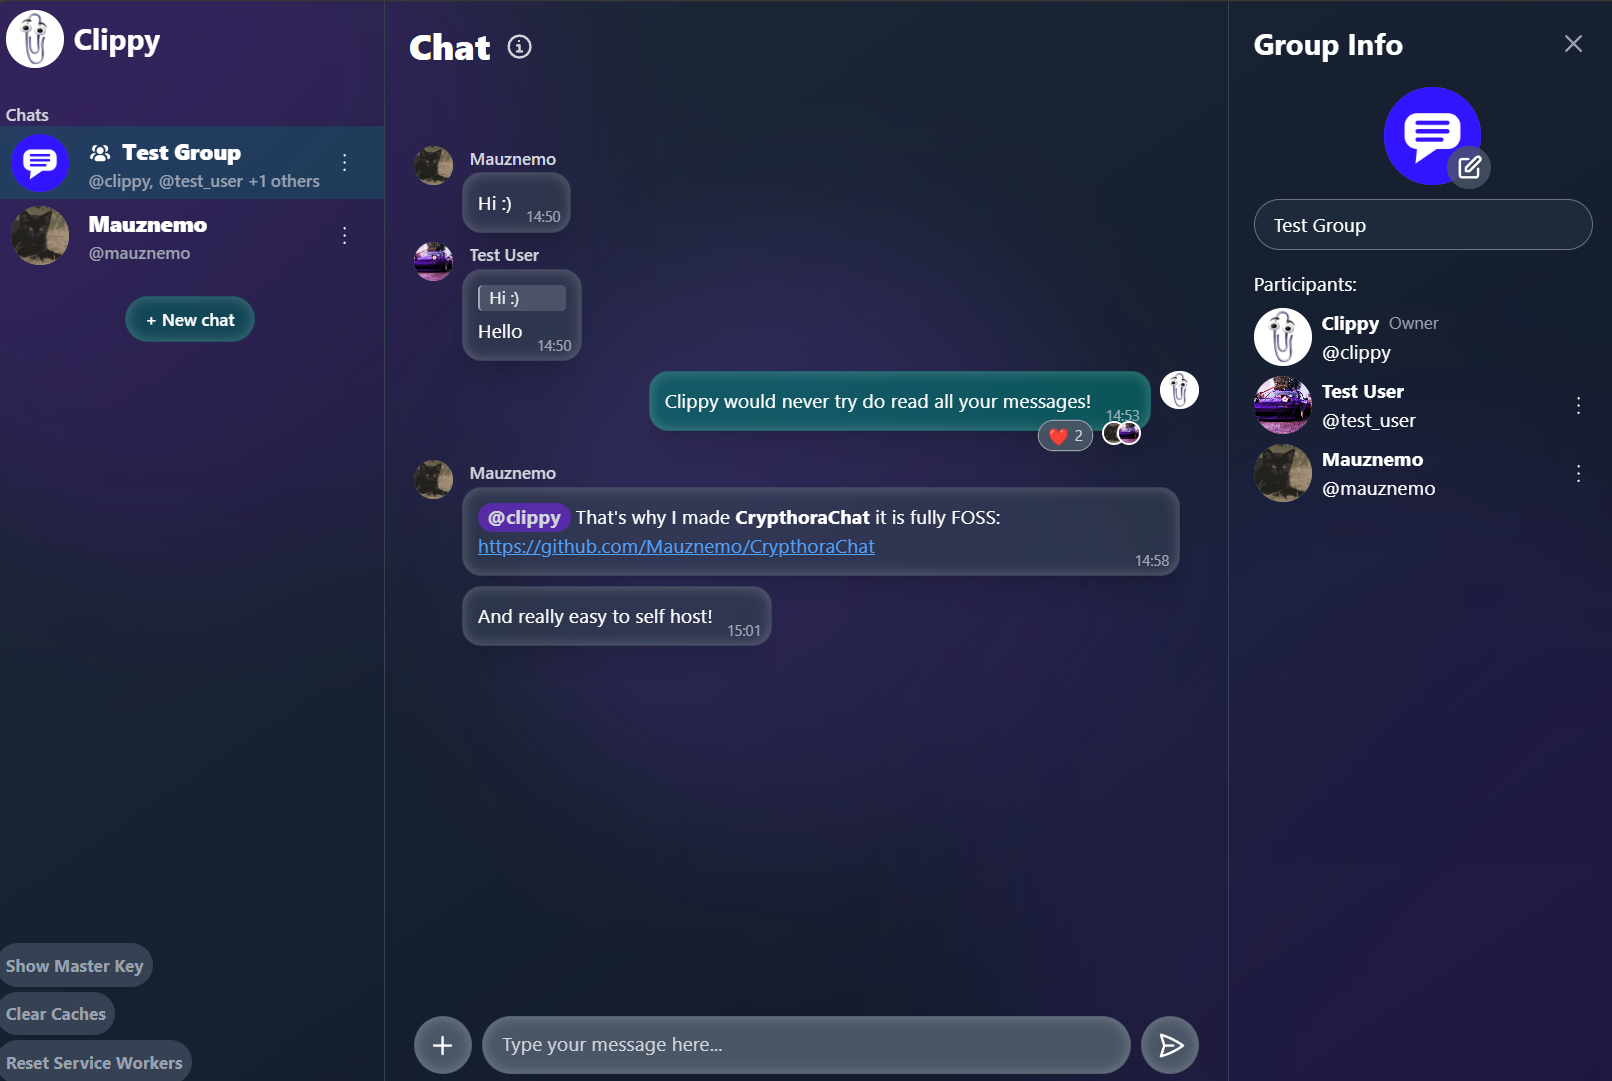 Clippy
Chats
Test Group
@clippy, @test_user +1 others
Mauznemo
@mauznemo
+ New chat
Show Master Key
Clear Caches
Reset Service Workers
Chat
Mauznemo
Hi :)
14:50
Test User
Hi :)
Hello
14:50
Clippy would never try do read all your messages!
14:53
❤️ 2
Mauznemo
@clippy That's why I made CrypthoraChat it is fully FOSS:
https://github.com/Mauznemo/CrypthoraChat
14:58
And really easy to self host!
15:01
Type your message here...
Group Info
Test Group
Participants:
Clippy Owner
@clippy
Test User
@test_user
Mauznemo
@mauznemo